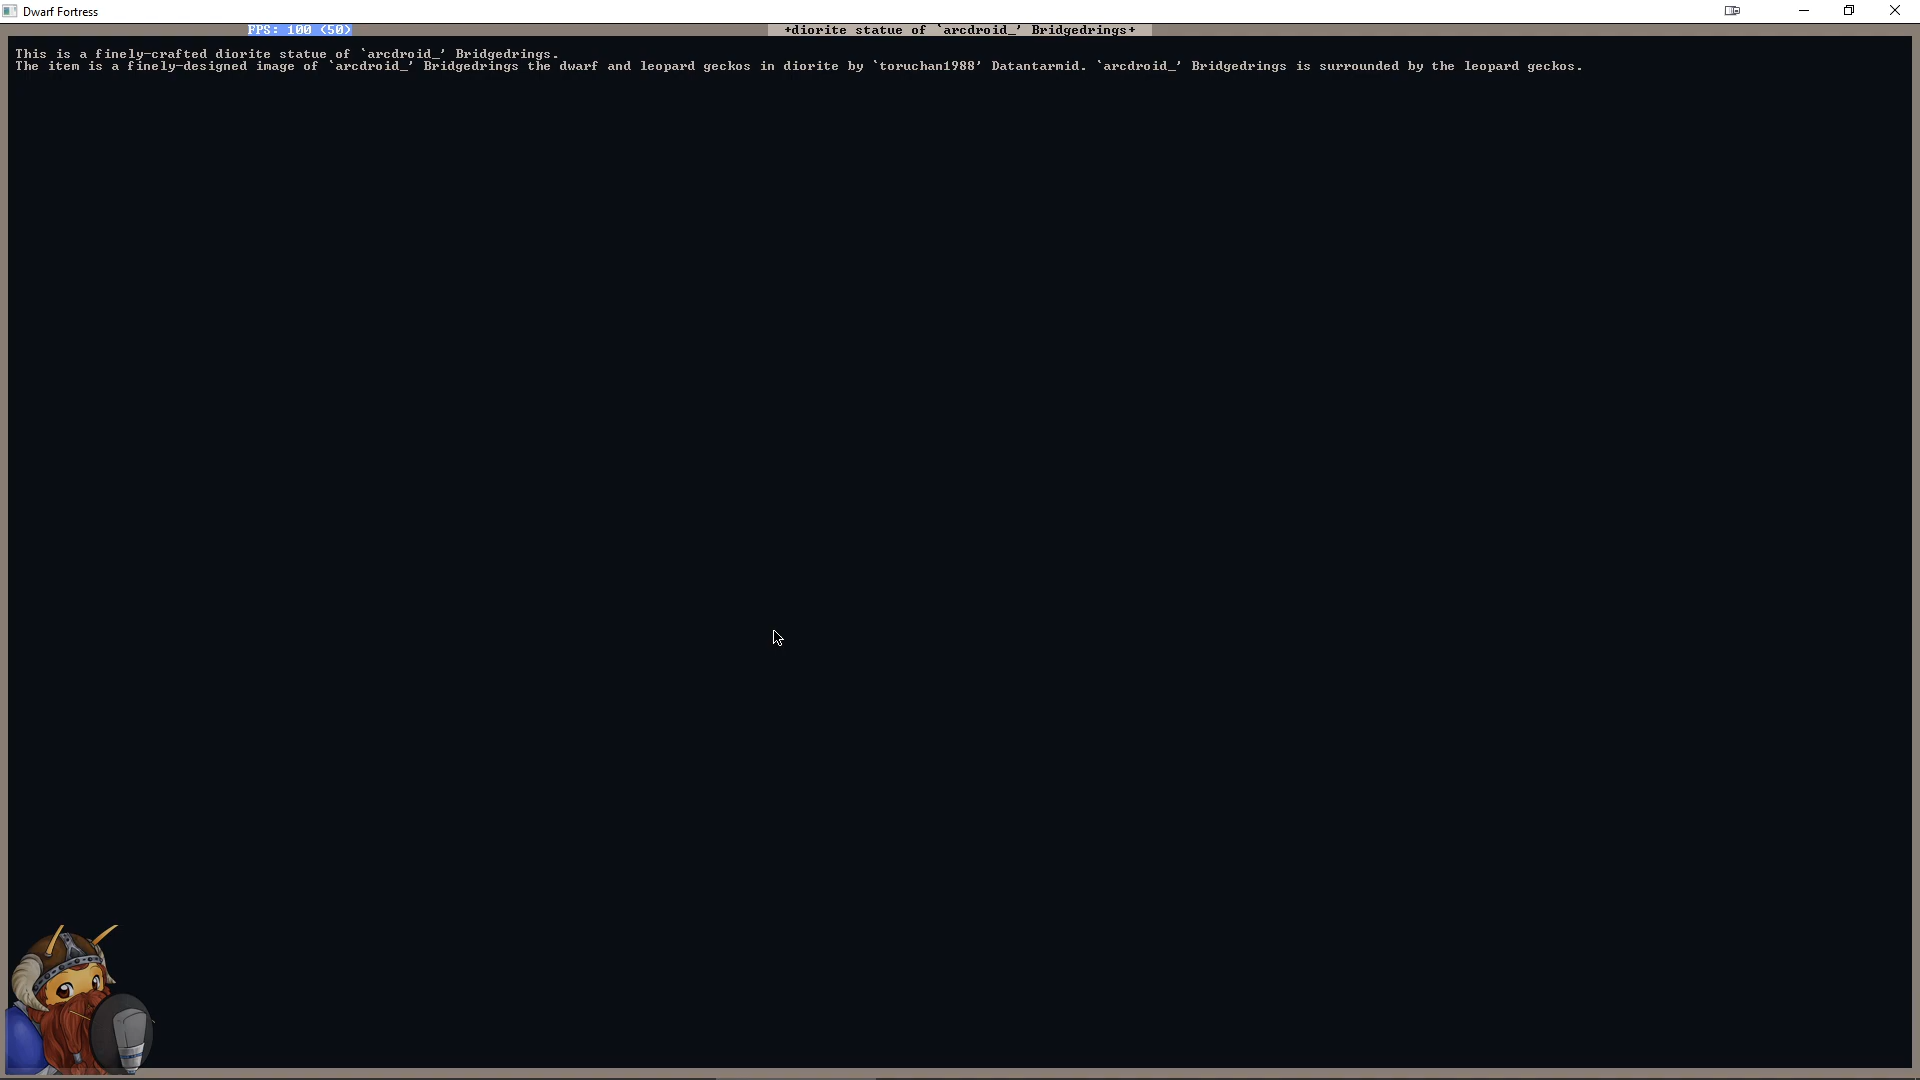 Dwarf Fortress
FPS: 100 (50)
+diorite statue of `arcdroid_' Bridgedrings+
This is a finely-crafted diorite statue of `arcdroid_' Bridgedrings.
The item is a finely-designed image of `arcdroid_' Bridgedrings the dwarf and leopard geckos in diorite by `toruchan1988' Datantarmid. `arcdroid_' Bridgedrings is surrounded by the leopard geckos.